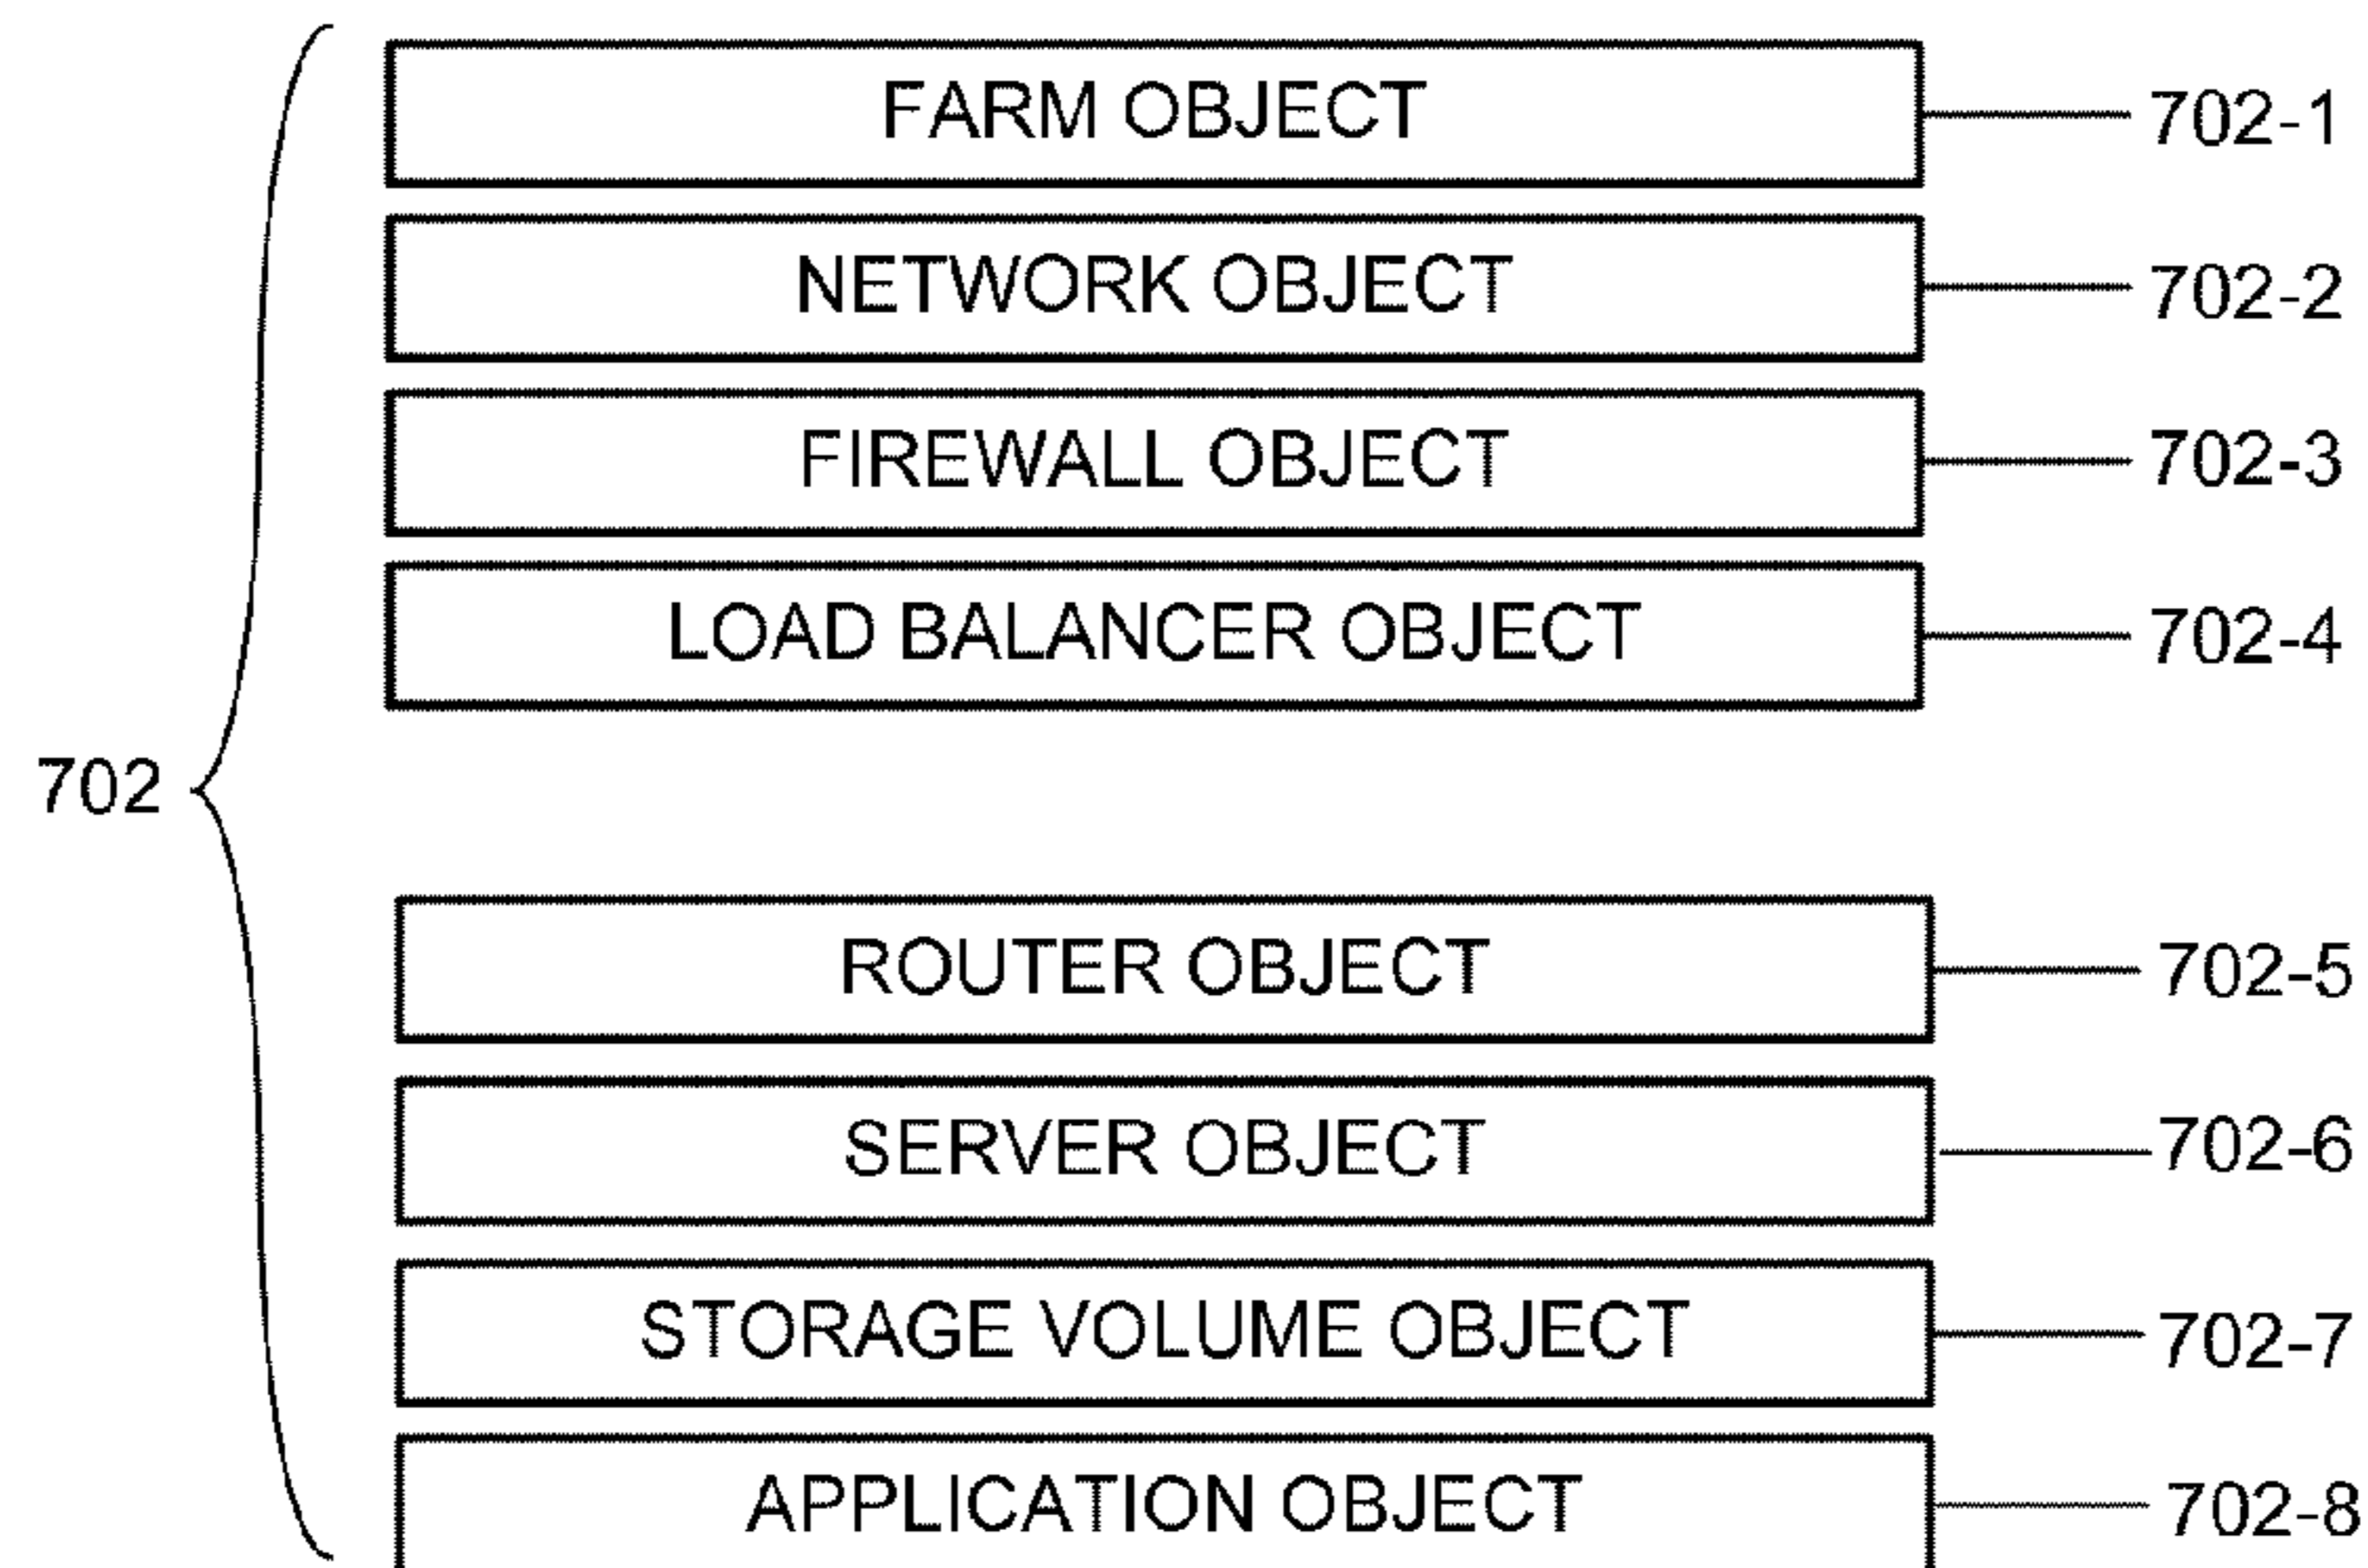 FARM OBJECT 702-1
NETWORK OBJECT 702-2
FIREWALL OBJECT 702-3
LOAD BALANCER OBJECT 702-4
702
ROUTER OBJECT 702-5
SERVER OBJECT 702-6
STORAGE VOLUME OBJECT 702-7
APPLICATION OBJECT 702-8